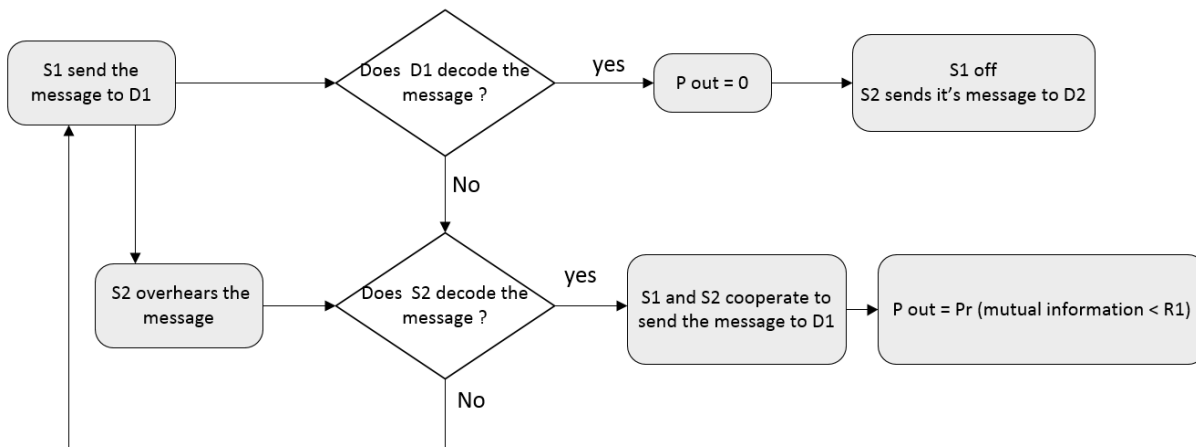 S1 send the
message to D1
Does D1 decode the
message ?
yes
P out = 0
S1 off
S2 sends it's message to D2
No
S2 overhears the
message
Does S2 decode the
message ?
yes
S1 and S2 cooperate to
send the message to D1
P out = Pr (mutual information < R1)
No